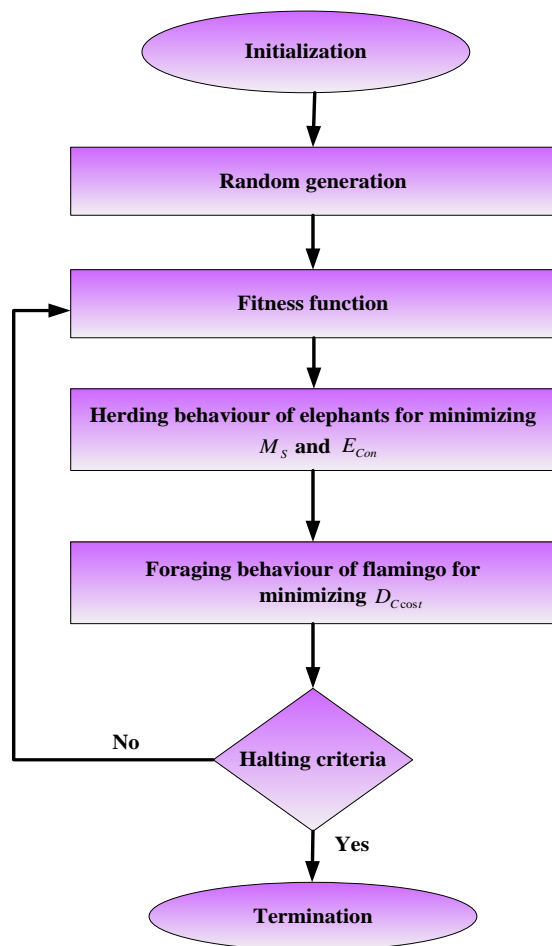 Initialization
Random generation
Fitness function
Herding behaviour of elephants for minimizing
M_S and E_Con
Foraging behaviour of flamingo for
minimizing D_Ccost
No
Halting criteria
Yes
Termination